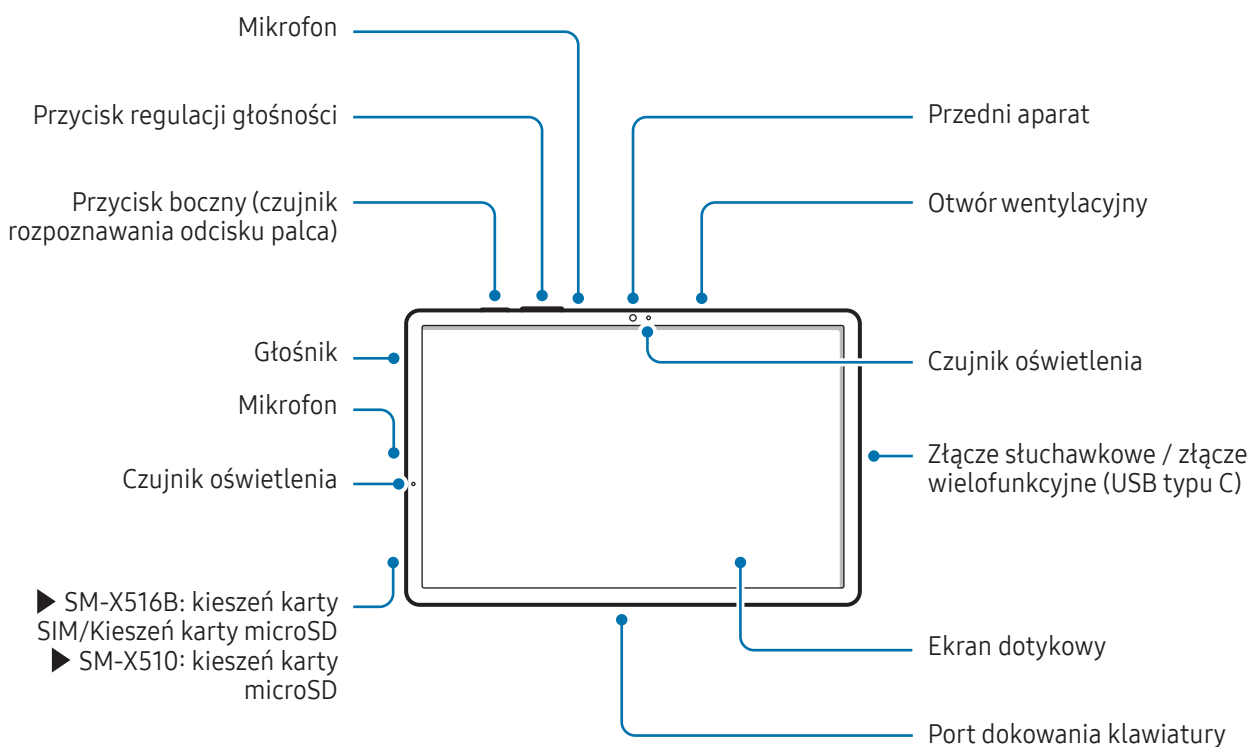 Mikrofon
Przycisk regulacji głośności
Przycisk boczny (czujnik
rozpoznawania odcisku palca)
Głośnik
Mikrofon
Czujnik oświetlenia
▶ SM-X516B: kieszeń karty
SIM/Kieszeń karty microSD
▶ SM-X510: kieszeń karty
microSD
Przedni aparat
Otwór wentylacyjny
Czujnik oświetlenia
Złącze słuchawkowe / złącze
wielofunkcyjne (USB typu C)
Ekran dotykowy
Port dokowania klawiatury